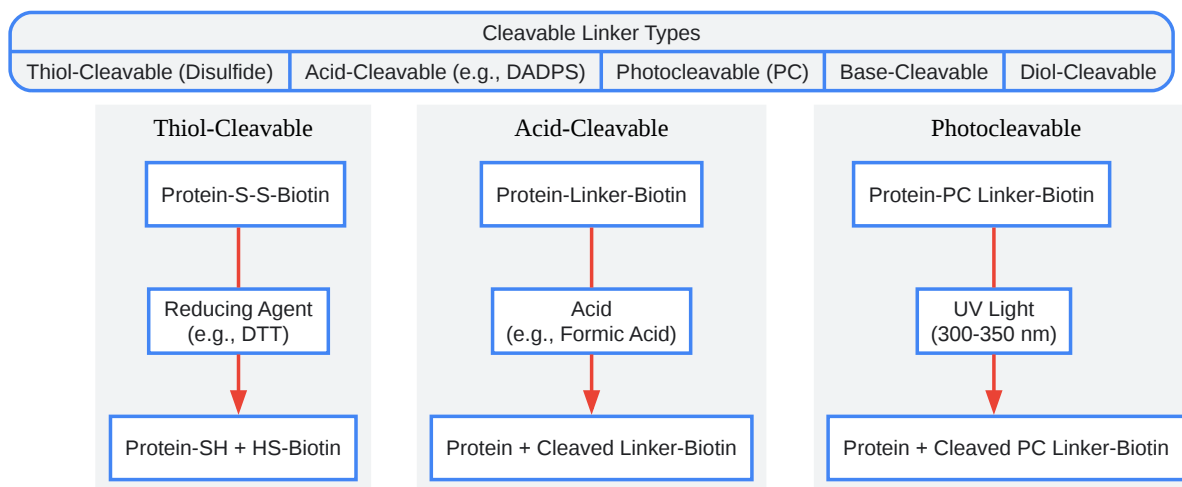 Cleavable Linker Types
Thiol-Cleavable (Disulfide)
Acid-Cleavable (e.g., DADPS)
Photocleavable (PC)
Base-Cleavable
Diol-Cleavable
Thiol-Cleavable
Protein-S-S-Biotin
Reducing Agent
(e.g., DTT)
Protein-SH + HS-Biotin
Acid-Cleavable
Protein-Linker-Biotin
Acid
(e.g., Formic Acid)
Protein + Cleaved Linker-Biotin
Photocleavable
Protein-PC Linker-Biotin
UV Light
(300-350 nm)
Protein + Cleaved PC Linker-Biotin